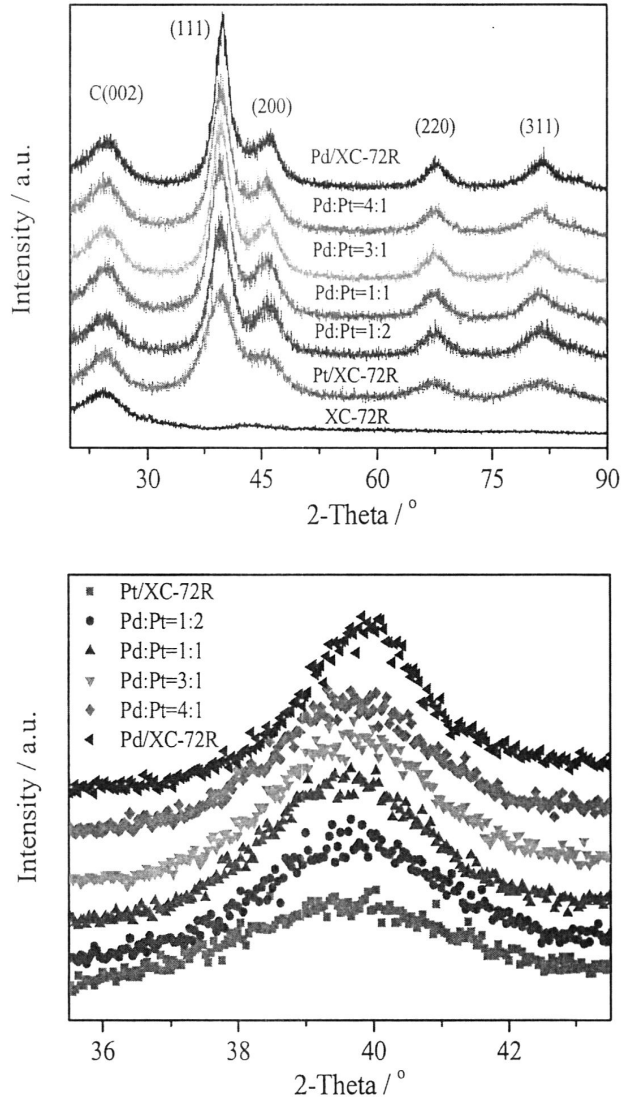 (111)
C(002)
(200)
(220)
(311)
Pd/XC-72R
Pd:Pt=4:1
Pd:Pt=3:1
Pd:Pt=1:1
Pd:Pt=1:2
Pt/XC-72R
XC-72R
Intensity / a.u.
30
45
60
75
90
2-Theta / °
Pt/XC-72R
Pd:Pt=1:2
Pd:Pt=1:1
Pd:Pt=3:1
Pd:Pt=4:1
Pd/XC-72R
Intensity / a.u.
36
38
40
42
2-Theta / °